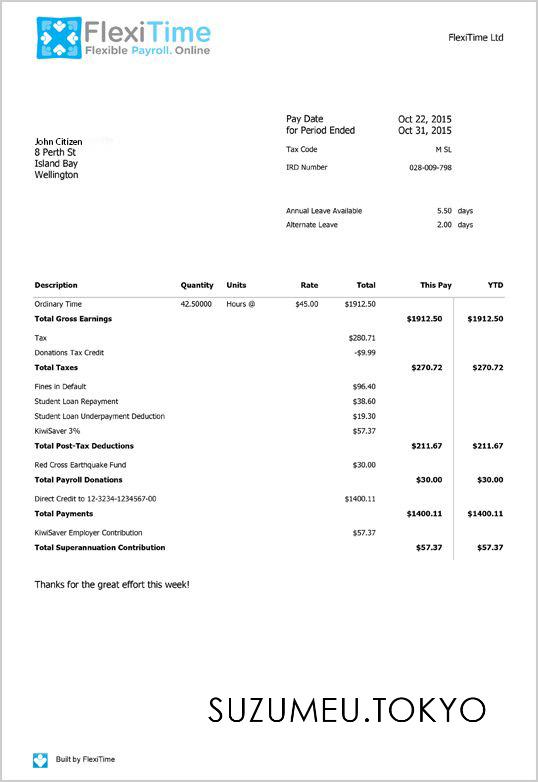 FlexiTime
Flexible Payroll. Online
FlexiTime Ltd
Pay Date Oct 22, 2015
for Period Ended Oct 31, 2015
Tax Code M SL
IRD Number 028-009-798
John Citizen
8 Perth St
Island Bay
Wellington
Annual Leave Available 5.50 days
Alternate Leave 2.00 days
Description Quantity Units Rate Total This Pay YTD
Ordinary Time 42.50000 Hours @ $45.00 $1912.50
Total Gross Earnings $1912.50 $1912.50
Tax $280.71
Donations Tax Credit -$9.99
Total Taxes $270.72 $270.72
Fines in Default $96.40
Student Loan Repayment $38.60
Student Loan Underpayment Deduction $19.30
KiwiSaver 3% $57.37
Total Post-Tax Deductions $211.67 $211.67
Red Cross Earthquake Fund $30.00
Total Payroll Donations $30.00 $30.00
Direct Credit to 12-3234-1234567-00 $1400.11
Total Payments $1400.11 $1400.11
KiwiSaver Employer Contribution $57.37
Total Superannuation Contribution $57.37 $57.37
Thanks for the great effort this week!
SUZUMEU.TOKYO
Built by FlexiTime